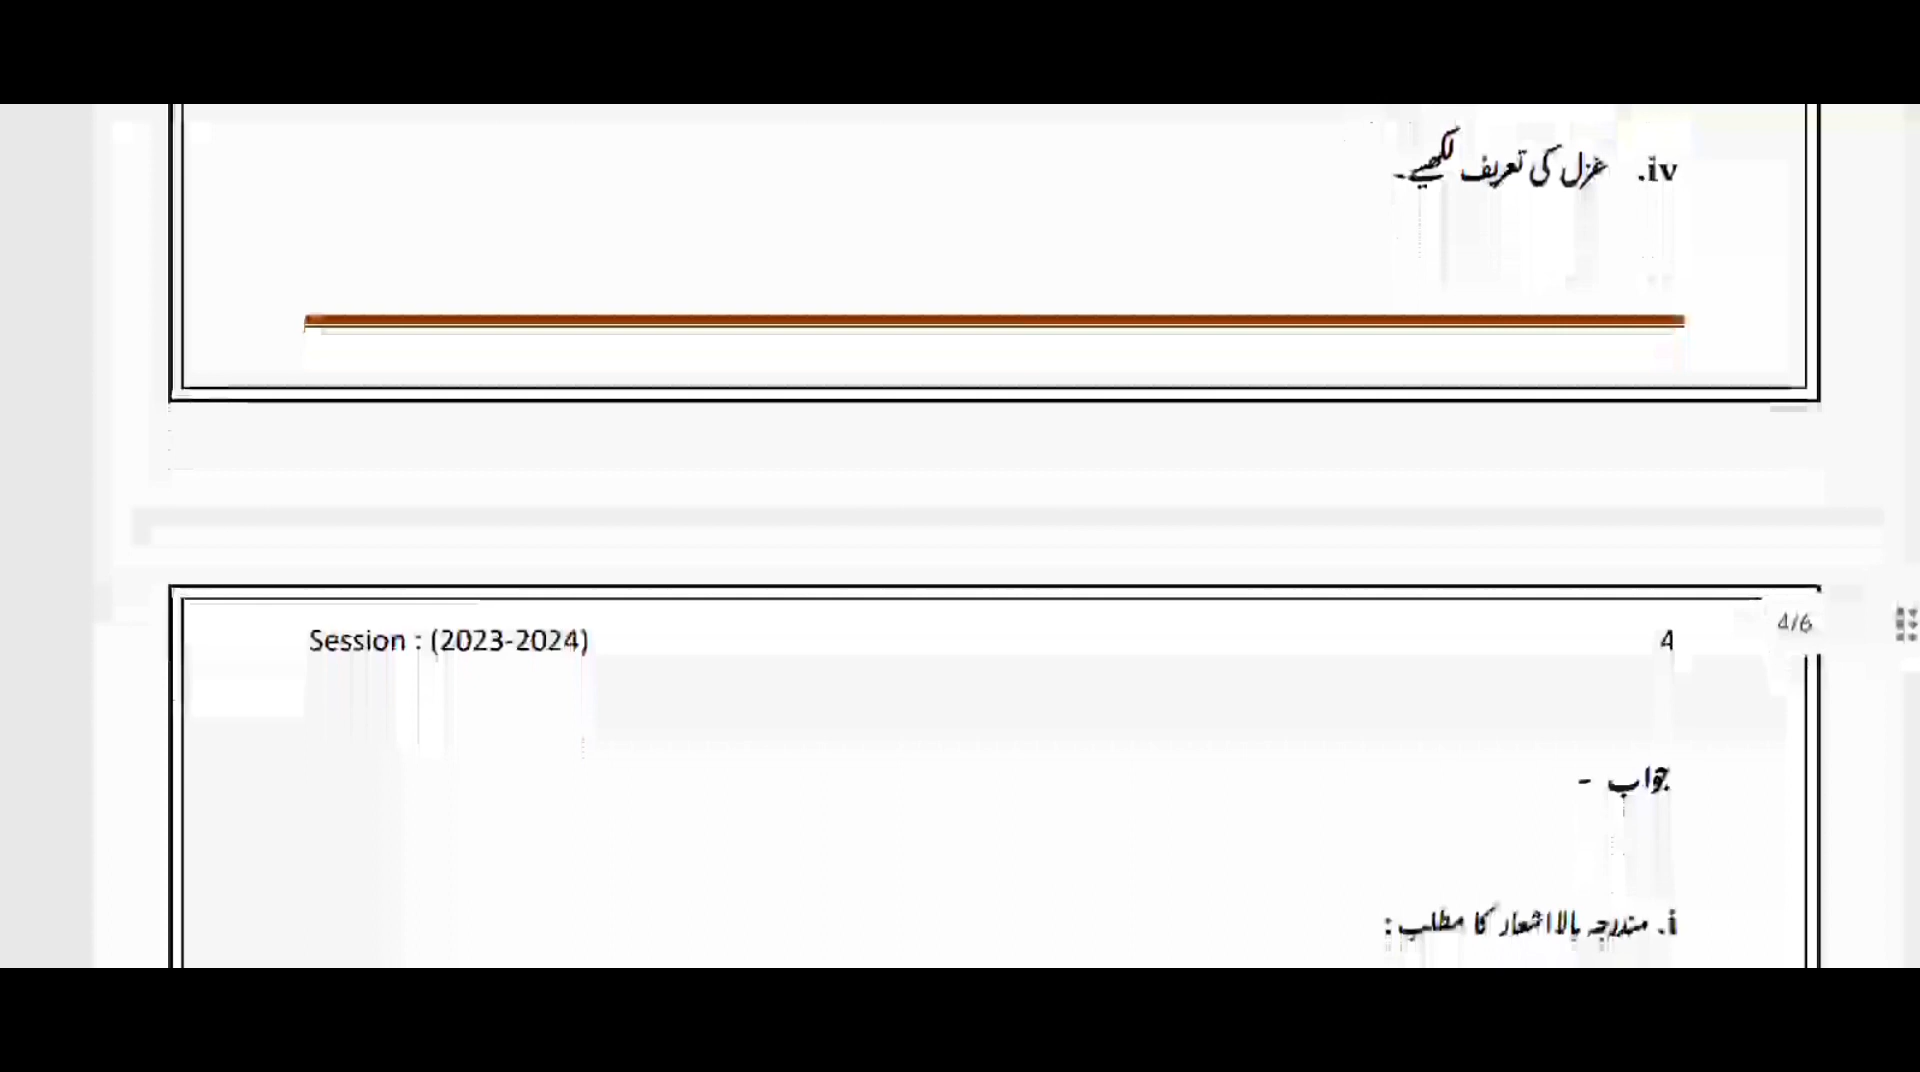 iv. غزل کی تعریف لکھیے۔
Session : (2023-2024) 4
4/6
جواب -
i. مندرجہ بالا اشعار کا مطلب :